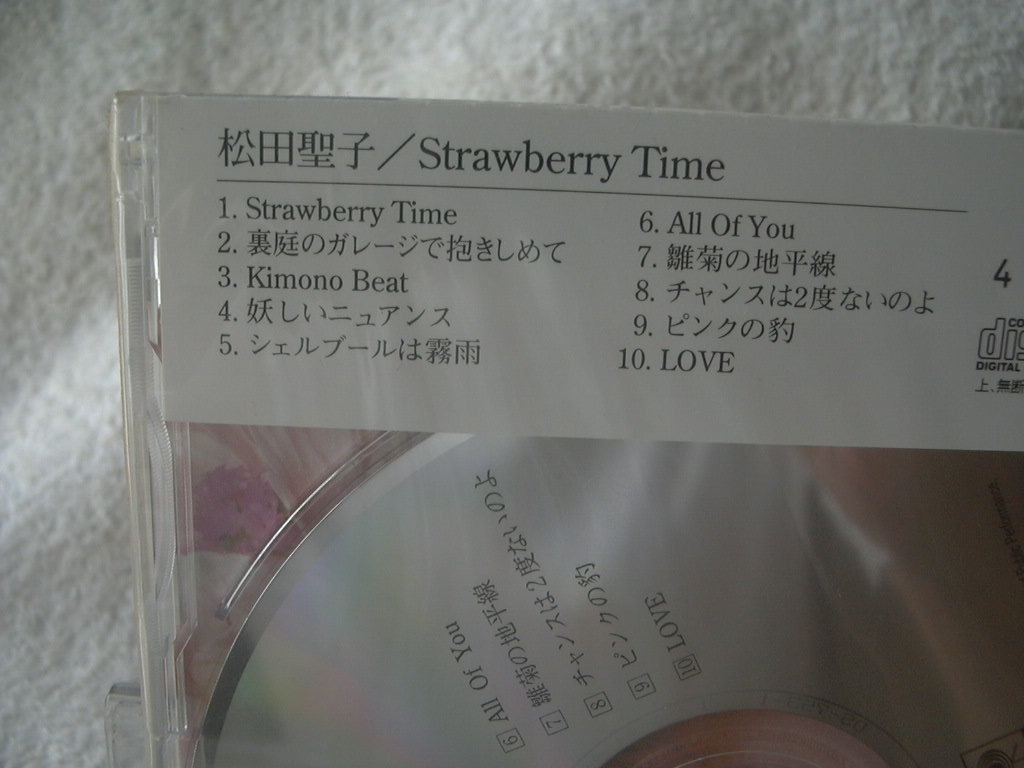 松田聖子／Strawberry Time
1. Strawberry Time
2. 裏庭のガレージで抱きしめて
3. Kimono Beat
4. 妖しいニュアンス
5. シェルブールは霧雨
6. All Of You
7. 雛菊の地平線
8. チャンスは2度ないのよ
9. ピンクの豹
10. LOVE
4
DIGITAL
上、無断
6 All Of You
7 雛菊の地平線
8 チャンスは2度ないのよ
9 ピンクの豹
10 LOVE